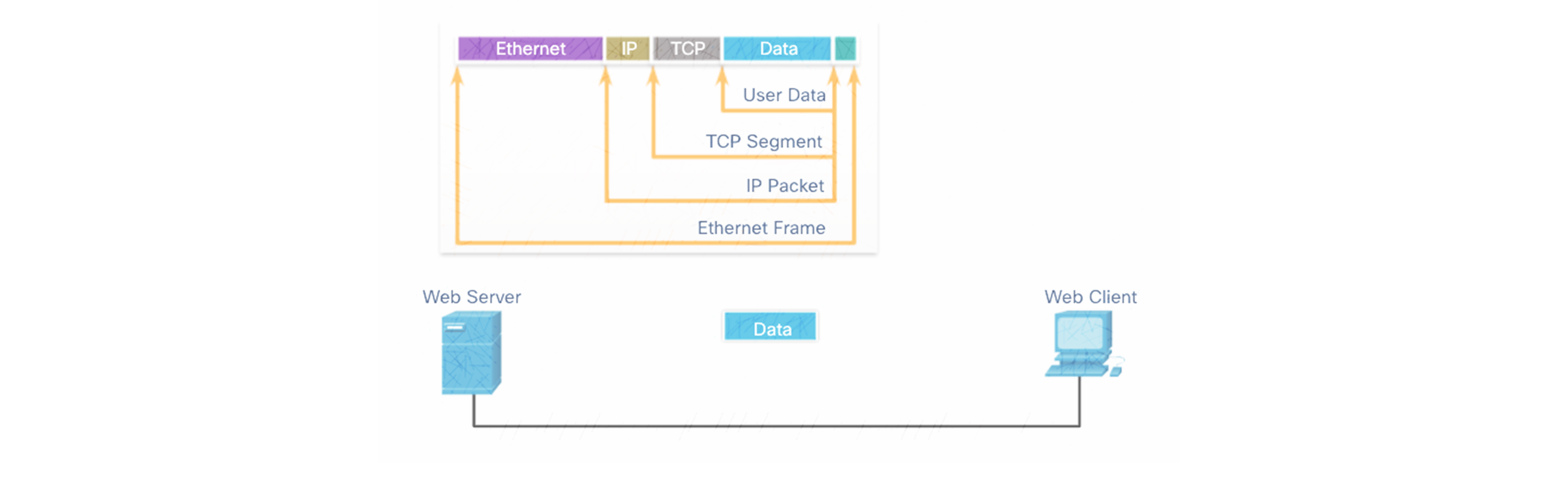 Ethernet IP TCP Data
User Data
TCP Segment
IP Packet
Ethernet Frame
Web Server
Web Client
Data